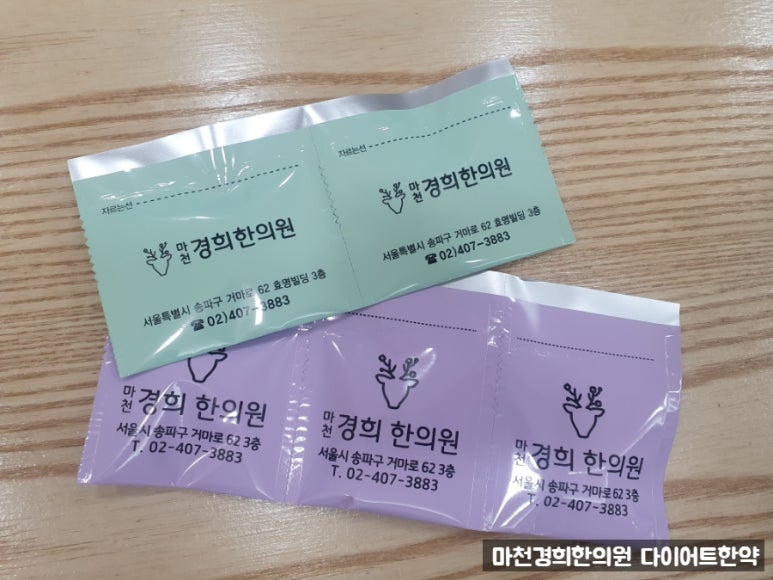 자르는선
마천 경희한의원
서울특별시 송파구 거마로 62 효명빌딩 3층
☎ 02)407-3883
자르는선
마천 경희한의원
서울특별시 송파구 거마로 62 효명빌딩 3층
☎ 02)407-3883
마천 경희 한의원
서울시 송파구 거마로 62 3층
T. 02-407-3883
마천 경희 한의원
서울시 송파구 거마로 62 3층
T. 02-407-3883
마천 경희 한의원
서울시 송파구 거마로 62 3층
T. 02-407-3883
마천경희한의원 다이어트한약